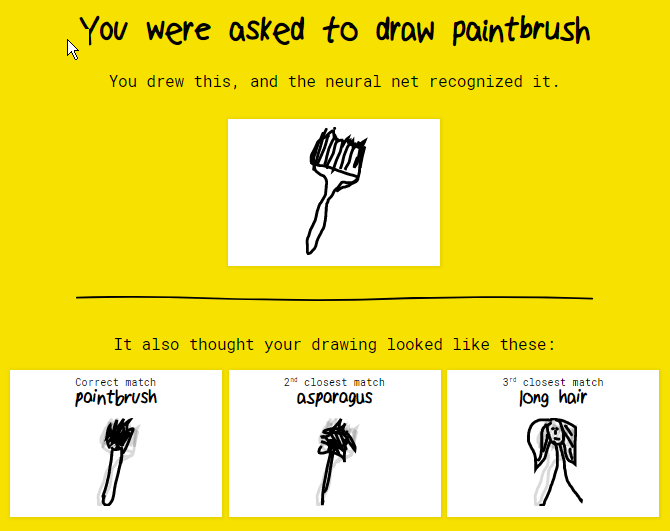 You were asked to draw paintbrush
You drew this, and the neural net recognized it.
It also thought your drawing looked like these:
Correct match
paintbrush
2nd closest match
asparagus
3rd closest match
long hair